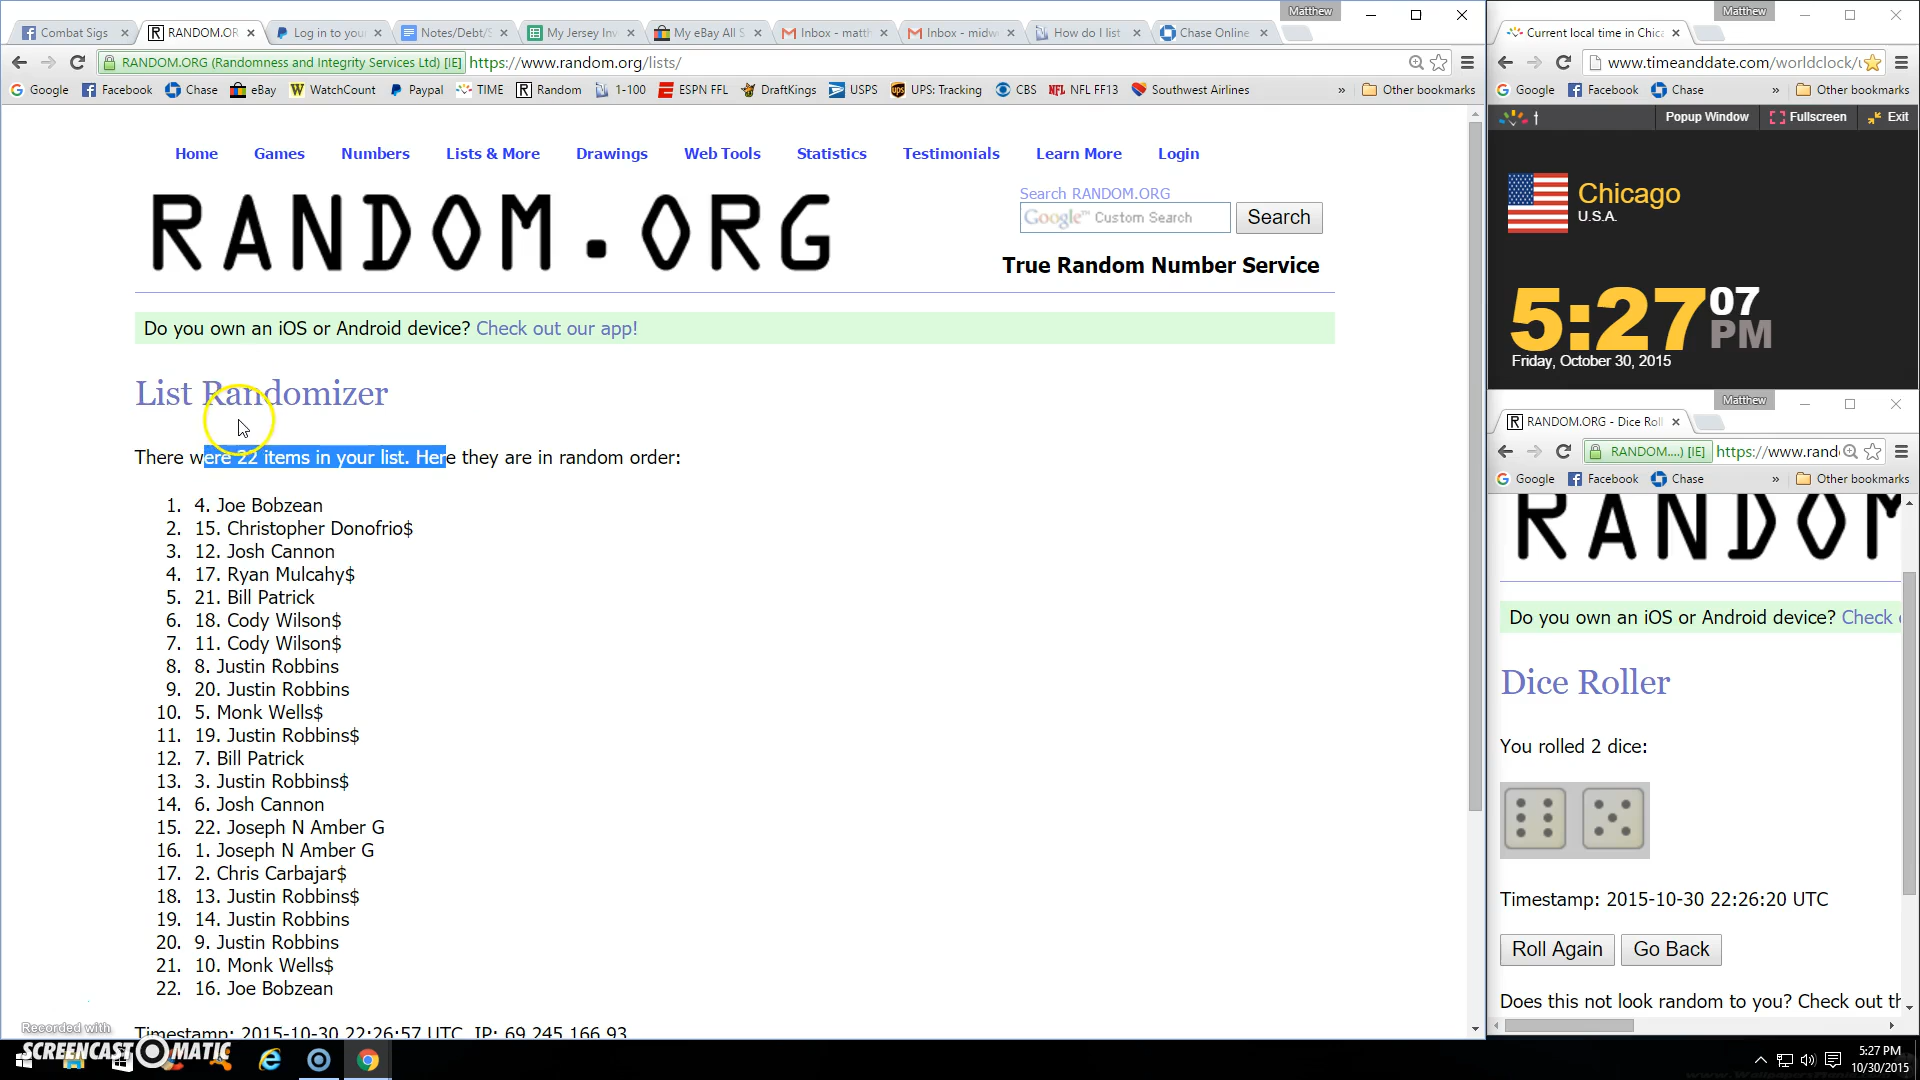 Matthew
Combat Sigs
RANDOM.OR
Log in to your
Notes/Debt/S
My Jersey Inv
My eBay All S
Inbox - matth
Inbox - midw
How do I list
Chase Online
RANDOM.ORG (Randomness and Integrity Services Ltd) [IE] https://www.random.org/lists/
Google Facebook Chase eBay WatchCount Paypal TIME Random 1-100 ESPN FFL DraftKings USPS UPS: Tracking CBS NFL FF13 Southwest Airlines » Other bookmarks
Home Games Numbers Lists & More Drawings Web Tools Statistics Testimonials Learn More Login
RANDOM.ORG
Search RANDOM.ORG
Google™ Custom Search Search
True Random Number Service
Do you own an iOS or Android device? Check out our app!
List Randomizer
There were 22 items in your list. Here they are in random order:
1. 4. Joe Bobzean
2. 15. Christopher Donofrio$
3. 12. Josh Cannon
4. 17. Ryan Mulcahy$
5. 21. Bill Patrick
6. 18. Cody Wilson$
7. 11. Cody Wilson$
8. 8. Justin Robbins
9. 20. Justin Robbins
10. 5. Monk Wells$
11. 19. Justin Robbins$
12. 7. Bill Patrick
13. 3. Justin Robbins$
14. 6. Josh Cannon
15. 22. Joseph N Amber G
16. 1. Joseph N Amber G
17. 2. Chris Carbajar$
18. 13. Justin Robbins$
19. 14. Justin Robbins
20. 9. Justin Robbins
21. 10. Monk Wells$
22. 16. Joe Bobzean
Timestamp: 2015-10-30 22:26:57 UTC. IP: 69.245.166.93
Matthew
Current local time in Chica
www.timeanddate.com/worldclock/u
Google Facebook Chase » Other bookmarks
Popup Window Fullscreen Exit
Chicago
U.S.A.
5:27 07
PM
Friday, October 30, 2015
Matthew
RANDOM.ORG - Dice Roll
RANDOM....) [IE] https://www.rand
Google Facebook Chase » Other bookmarks
RANDOM
Do you own an iOS or Android device? Check
Dice Roller
You rolled 2 dice:
Timestamp: 2015-10-30 22:26:20 UTC
Roll Again Go Back
Does this not look random to you? Check out th
Recorded with
SCREENCAST MATIC
5:27 PM
10/30/2015